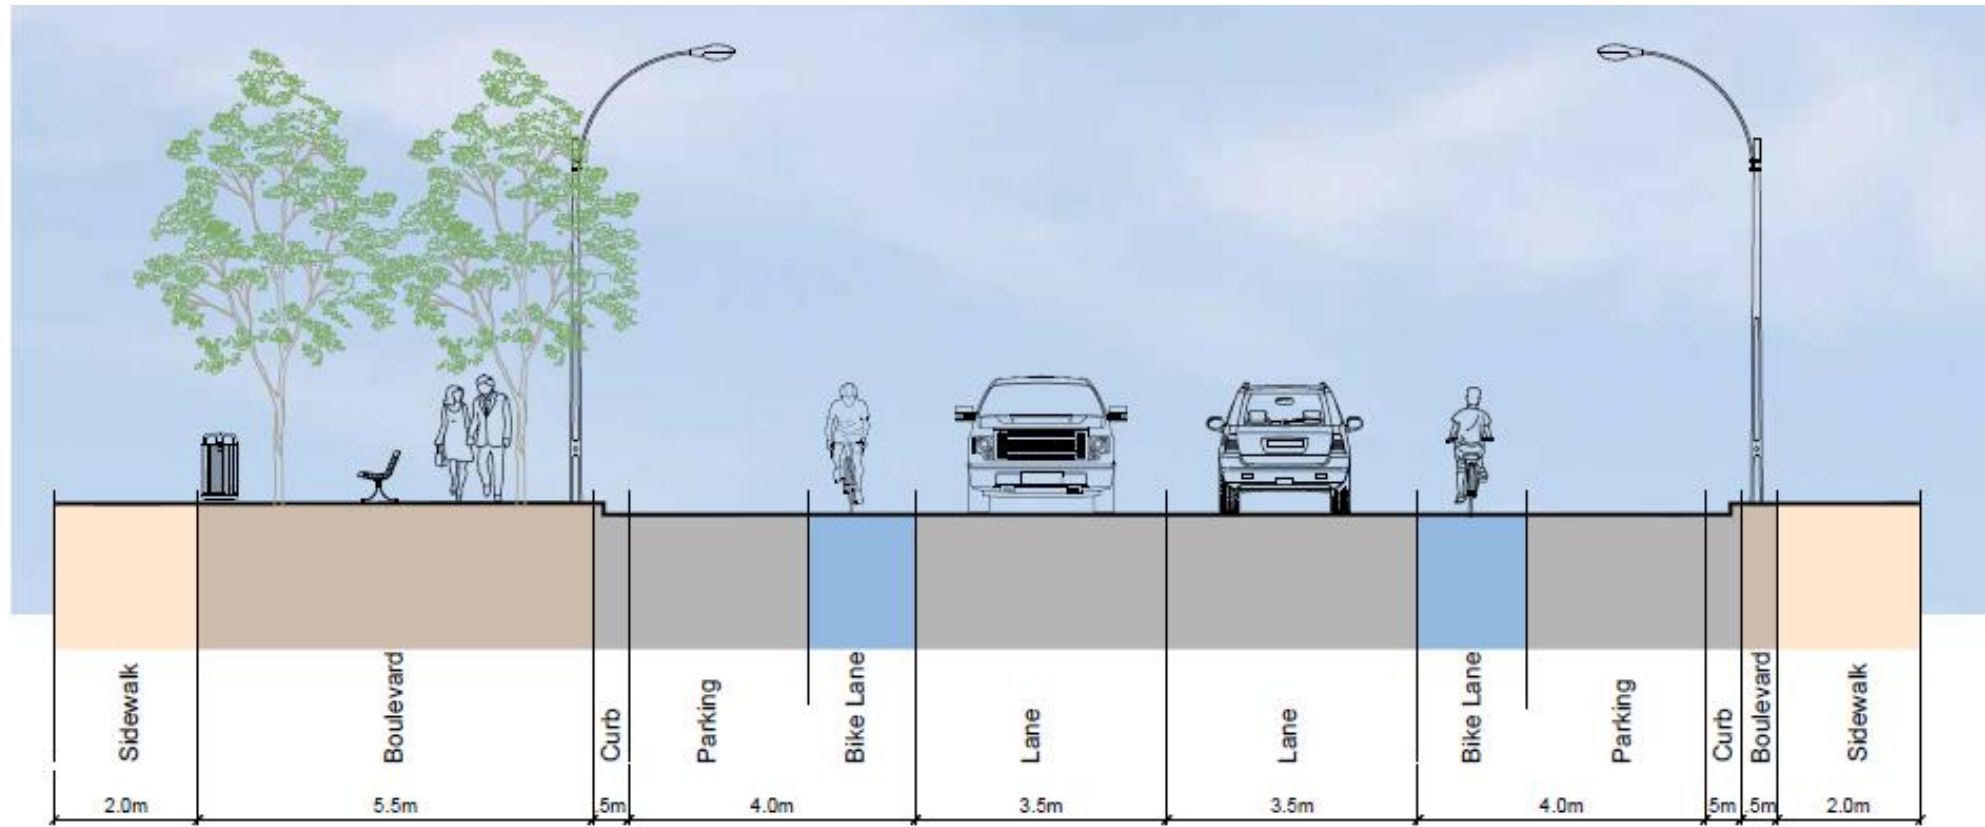 Sidewalk
Boulevard
Curb
Parking
Bike Lane
Lane
Lane
Bike Lane
Parking
Curb
Boulevard
Sidewalk
2.0m
5.5m
.5m
4.0m
3.5m
3.5m
4.0m
.5m
.5m
2.0m